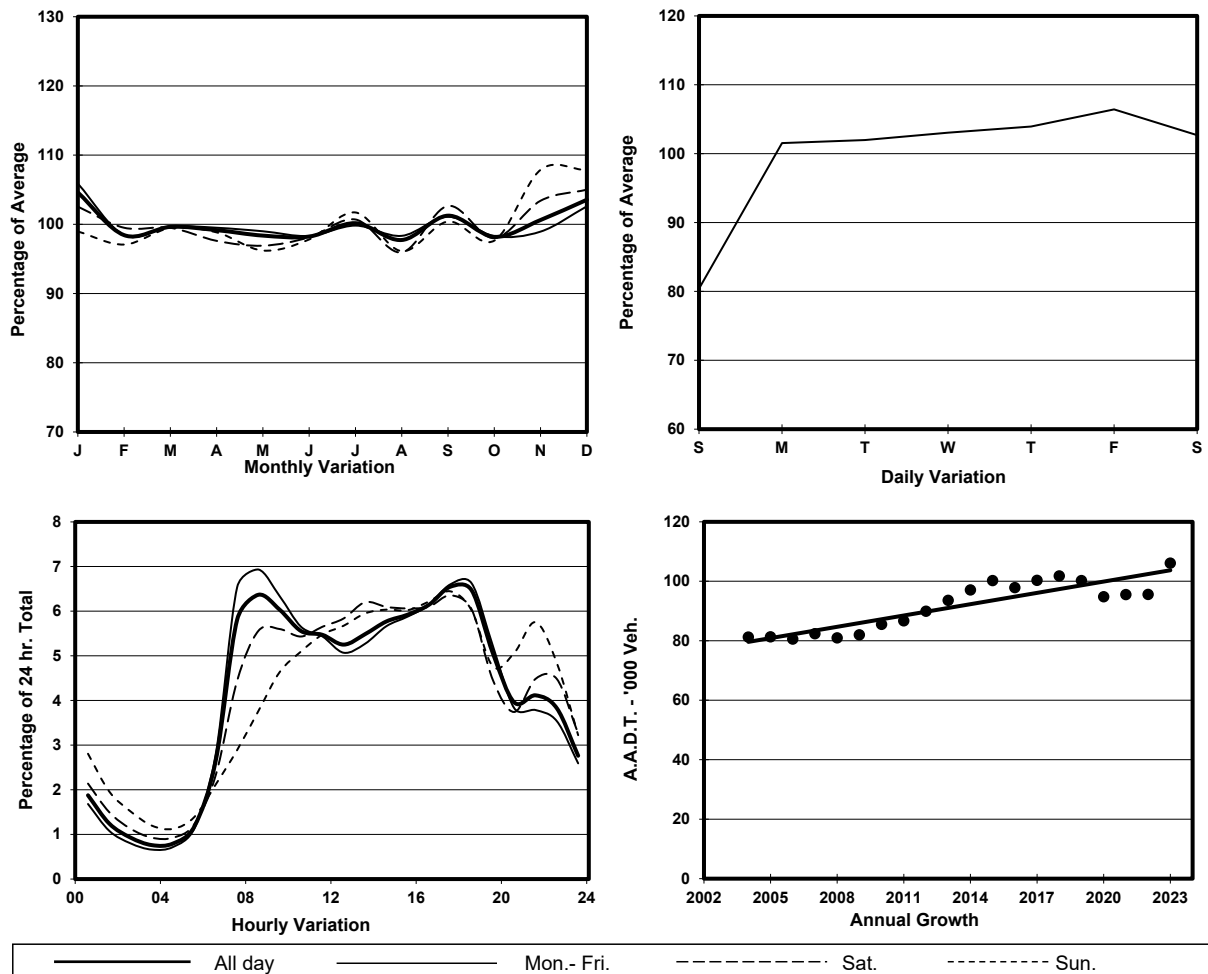 130
120
110
100
90
80
70
Percentage of Average
J F M A M J J A S O N D
Monthly Variation
120
110
100
90
80
70
60
Percentage of Average
S M T W T F S
Daily Variation
8
7
6
5
4
3
2
1
0
Percentage of 24 hr. Total
00 04 08 12 16 20 24
Hourly Variation
120
100
80
60
40
20
0
A.A.D.T. - '000 Veh.
2002 2005 2008 2011 2014 2017 2020 2023
Annual Growth
All day Mon.- Fri. Sat. Sun.